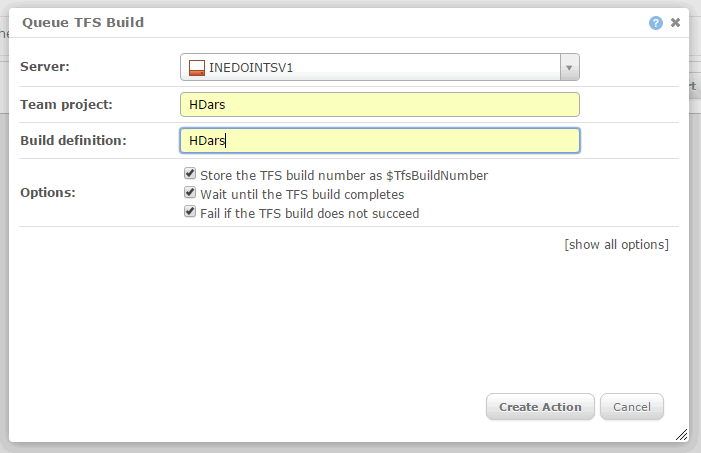 Queue TFS Build
Server: INEDOINTSV1
Team project: HDars
Build definition: HDars
Options:
Store the TFS build number as $TfsBuildNumber
Wait until the TFS build completes
Fail if the TFS build does not succeed
[show all options]
Create Action Cancel